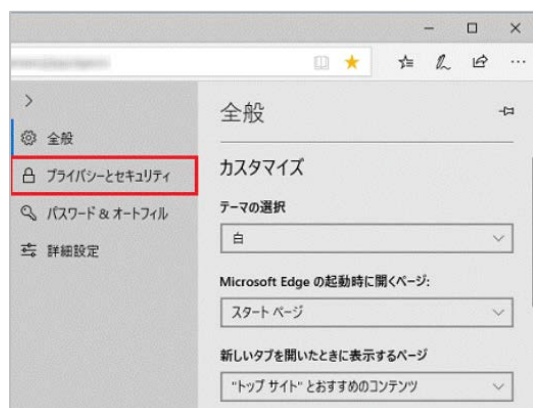 全般
プライバシーとセキュリティ
パスワード & オートフィル
詳細設定
全般
カスタマイズ
テーマの選択
白
Microsoft Edge の起動時に開くページ:
スタート ページ
新しいタブを開いたときに表示するページ
"トップ サイト" とおすすめのコンテンツ